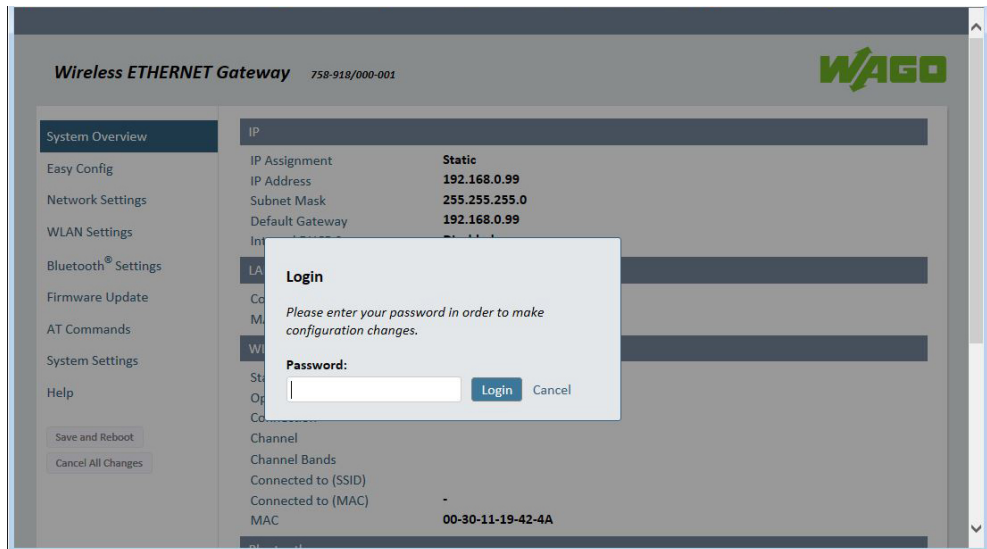 Wireless ETHERNET Gateway 758-918/000-001
WAGO
System Overview
Easy Config
Network Settings
WLAN Settings
Bluetooth® Settings
Firmware Update
AT Commands
System Settings
Help
Save and Reboot
Cancel All Changes
IP
IP Assignment Static
IP Address 192.168.0.99
Subnet Mask 255.255.255.0
Default Gateway 192.168.0.99
Login
Please enter your password in order to make
configuration changes.
Password:
Login Cancel
Channel
Channel Bands
Connected to (SSID)
Connected to (MAC) -
MAC 00-30-11-19-42-4A